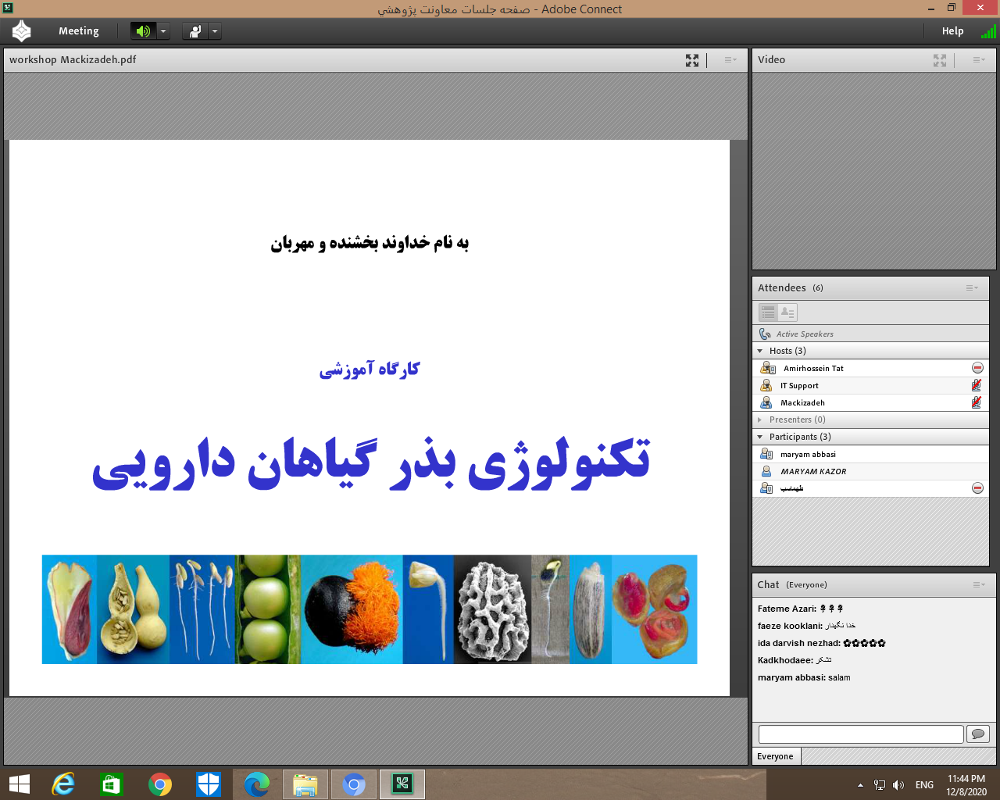 صفحه جلسات معاونت پژوهشي - Adobe Connect
Meeting
Help
workshop Mackizadeh.pdf
به نام خداوند بخشنده و مهربان
کارگاه آموزشی
تکنولوژی بذر گیاهان دارویی
Video
Attendees (6)
Active Speakers
Hosts (3)
Amirhossein Tat
IT Support
Mackizadeh
Presenters (0)
Participants (3)
maryam abbasi
MARYAM KAZOR
طهماسب
Chat (Everyone)
Fateme Azari:
faeze kooklani: خدا نگهدار
ida darvish nezhad: ✿✿✿✿✿
Kadkhodaee: تشکر
maryam abbasi: salam
Everyone
ENG
11:44 PM
12/8/2020